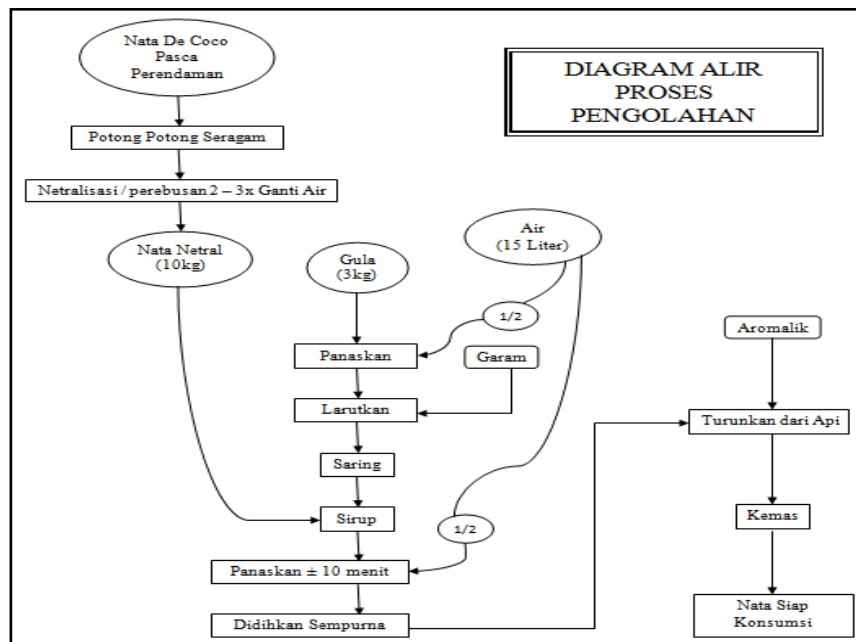 Nata De Coco
Pasca
Perendaman
DIAGRAM ALIR
PROSES
PENGOLAHAN
Potong Potong Seragam
Netralisasi / perebusan 2 – 3x Ganti Air
Nata Netral
(10kg)
Gula
(3kg)
Air
(15 Liter)
1/2
Panaskan
Garam
Aromalik
Larutkan
Turunkan dari Api
Saring
Sirup
1/2
Kemas
Panaskan ± 10 menit
Didihkan Sempurna
Nata Siap
Konsumsi